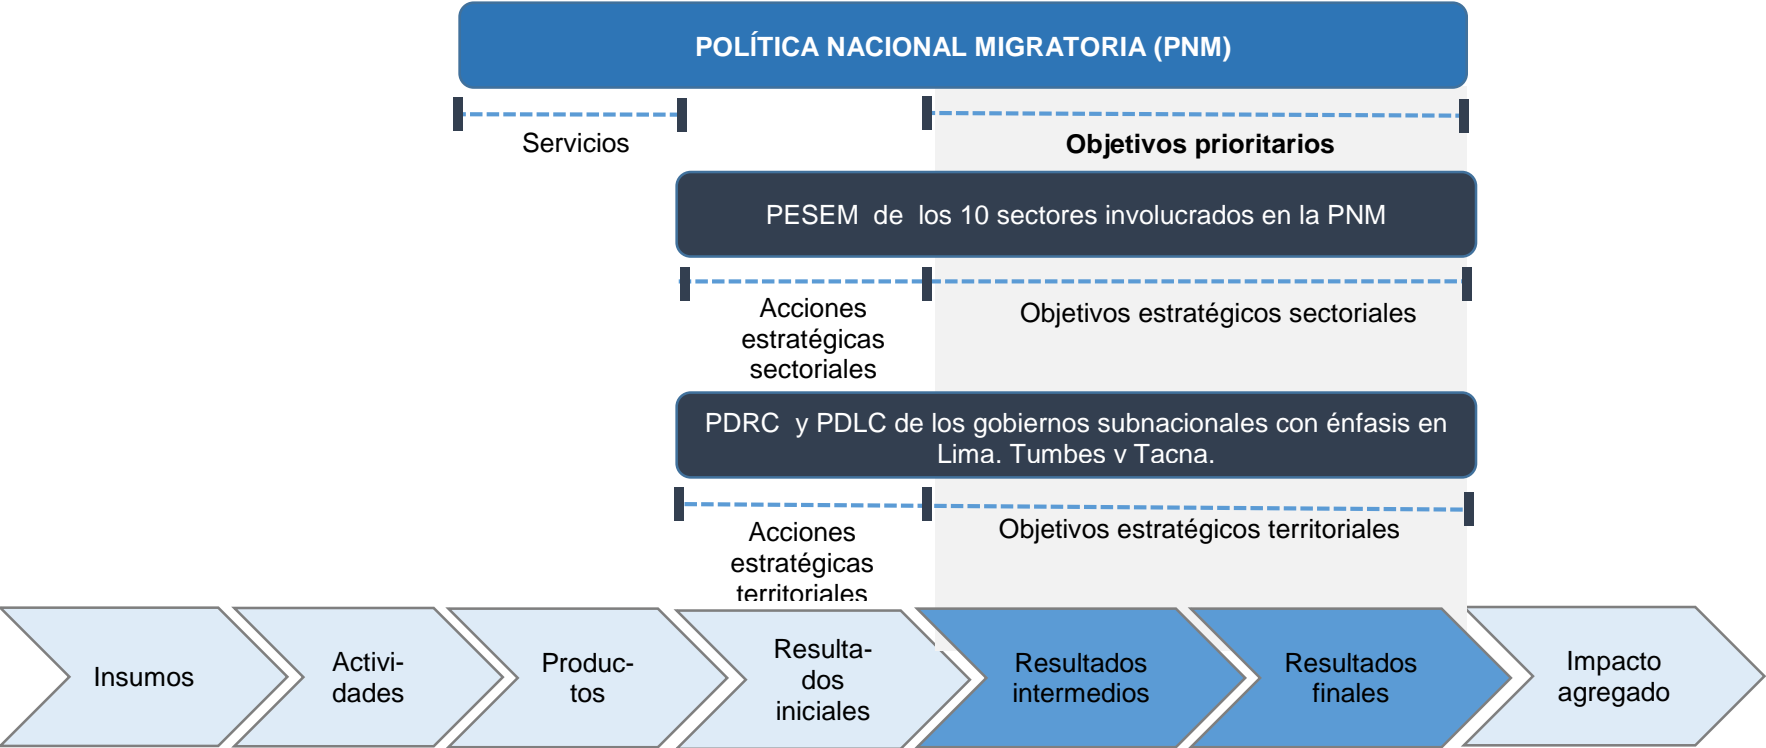 POLÍTICA NACIONAL MIGRATORIA (PNM)
Servicios
Objetivos prioritarios
PESEM de los 10 sectores involucrados en la PNM
Acciones
estratégicas
sectoriales
Objetivos estratégicos sectoriales
PDRC y PDLC de los gobiernos subnacionales con énfasis en
Lima. Tumbes y Tacna.
Acciones
estratégicas
territoriales
Objetivos estratégicos territoriales
Insumos
Activi-
dades
Produc-
tos
Resulta-
dos
iniciales
Resultados
intermedios
Resultados
finales
Impacto
agregado